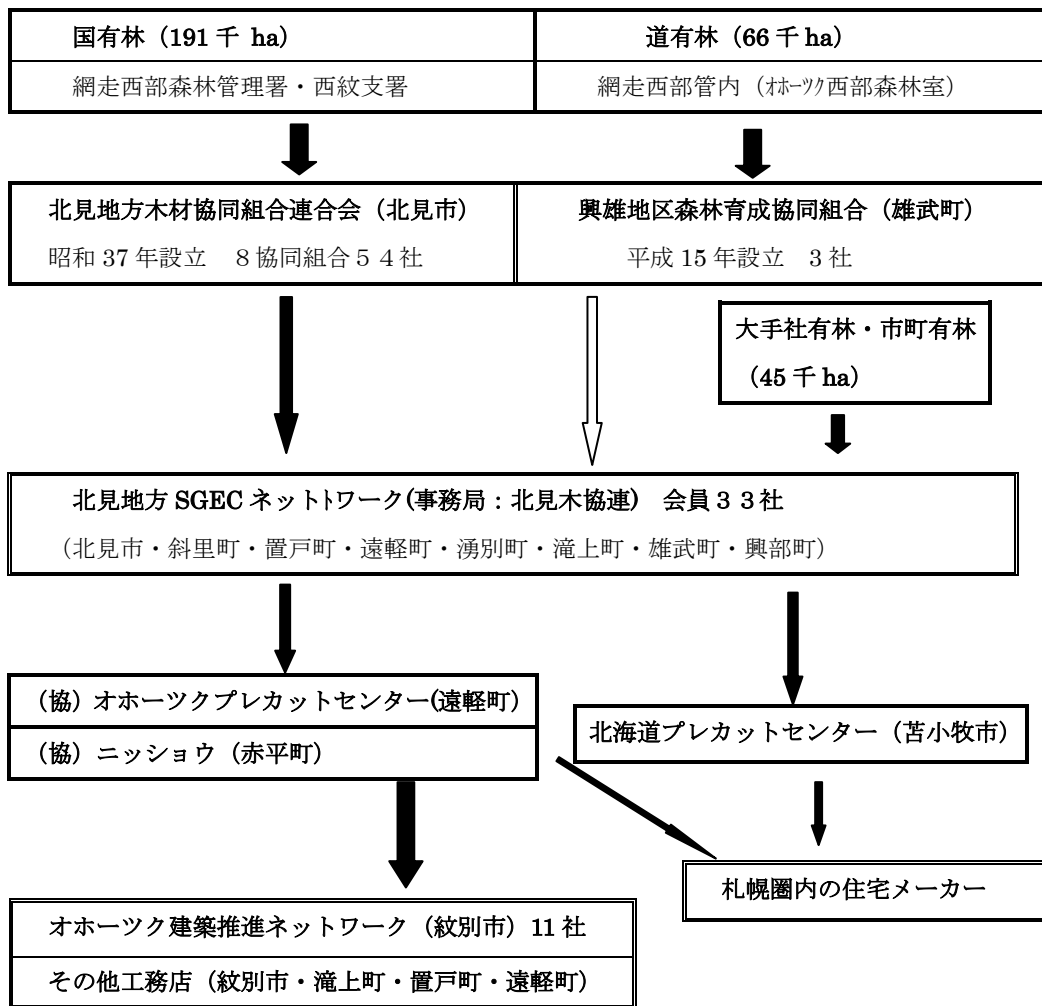 国有林（191 千 ha）
道有林（66 千 ha）
網走西部森林管理署・西紋支署
網走西部管内（ｵﾎｰﾂｸ西部森林室）
北見地方木材協同組合連合会（北見市）
興雄地区森林育成協同組合（雄武町）
昭和 37 年設立　８協同組合５４社
平成 15 年設立　3 社
大手社有林・市町有林
（45 千 ha）
北見地方 SGEC ネットﾄワーク(事務局：北見木協連)　会員３３社
（北見市・斜里町・置戸町・遠軽町・湧別町・滝上町・雄武町・興部町）
（協）オホーツクプレカットセンター(遠軽町)
（協）ニッショウ（赤平町）
北海道プレカットセンター（苫小牧市）
札幌圏内の住宅メーカー
オホーツク建築推進ネットワーク（紋別市）11 社
その他工務店（紋別市・滝上町・置戸町・遠軽町）